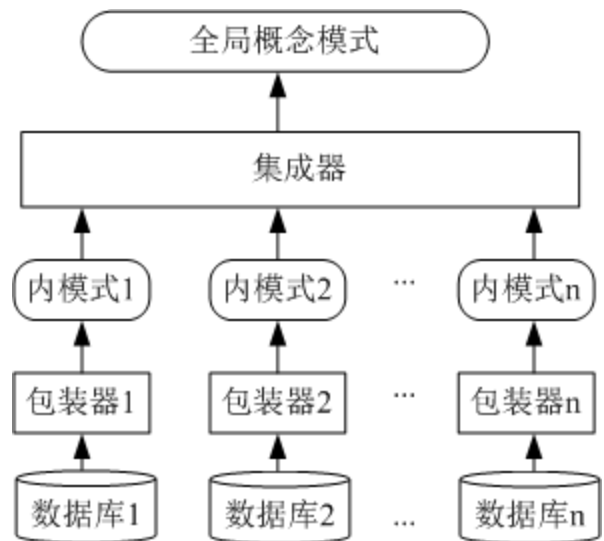 全局概念模式
集成器
内模式1 内模式2 ... 内模式n
包装器1 包装器2 ... 包装器n
数据库1 数据库2 ... 数据库n